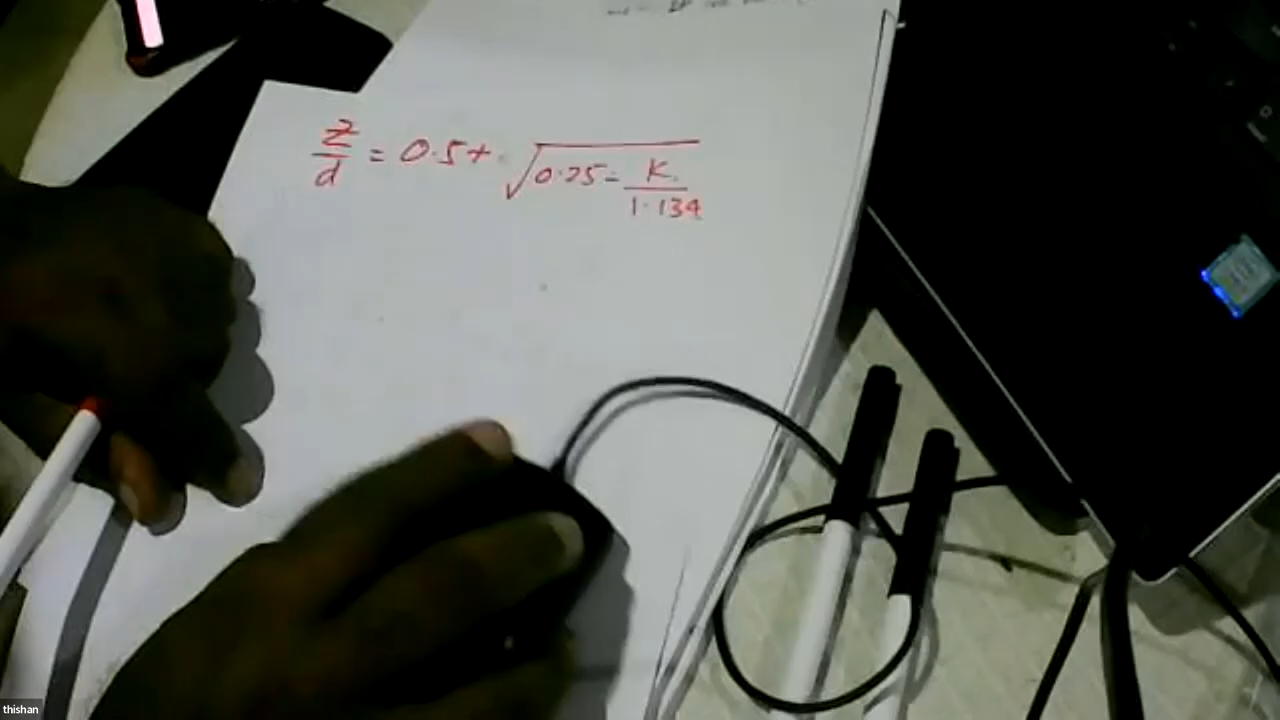 z/d = 0.5 + √(0.25 - K/1.134)
thishan